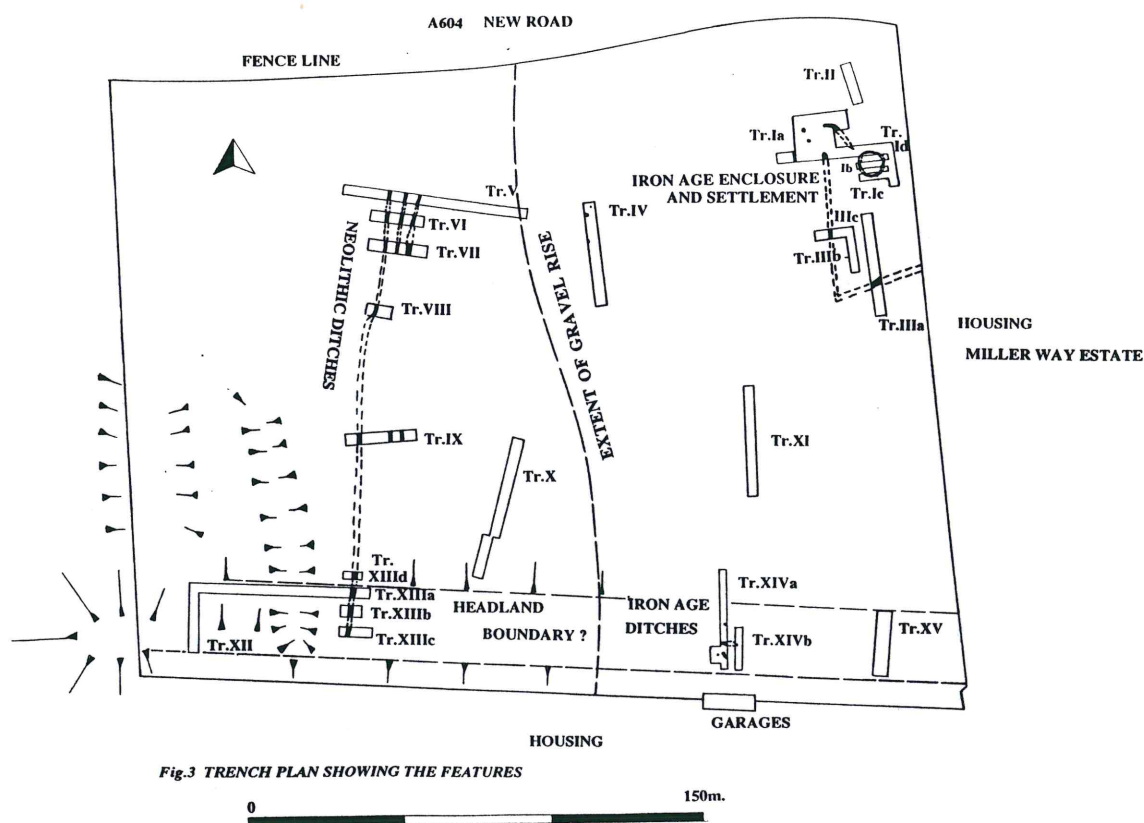 A604 NEW ROAD
FENCE LINE
Tr.II
Tr.Ia
Tr.
Id
Ib
Tr.Ic
IRON AGE ENCLOSURE
AND SETTLEMENT
Tr.V
Tr.VI
Tr.VII
Tr.IV
IIIc
Tr.IIIb
Tr.IIIa
NEOLITHIC DITCHES
Tr.VIII
EXTENT OF GRAVEL RISE
HOUSING
MILLER WAY ESTATE
Tr.IX
Tr.X
Tr.XI
Tr.
XIIId
Tr.XIIIa
Tr.XIIIb
Tr.XIIIc
Tr.XII
HEADLAND
BOUNDARY ?
IRON AGE
DITCHES
Tr.XIVa
Tr.XIVb
Tr.XV
GARAGES
HOUSING
Fig.3 TRENCH PLAN SHOWING THE FEATURES
0
150m.